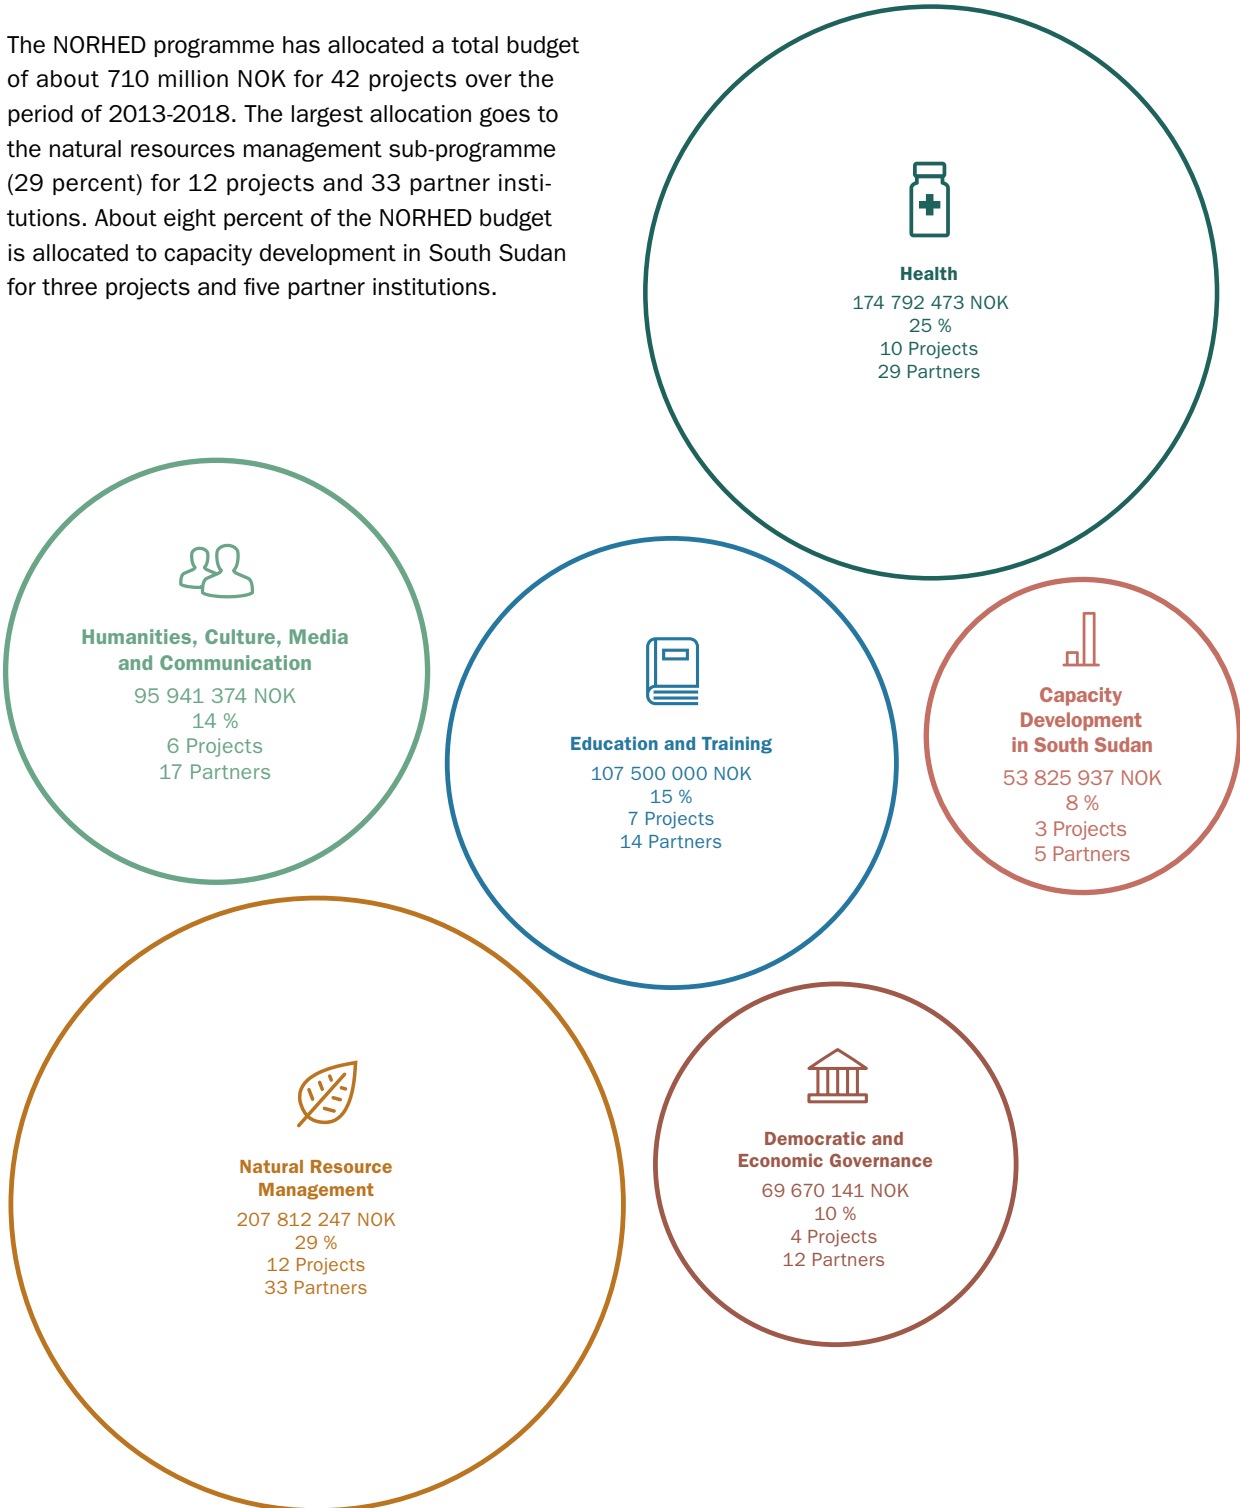 The NORHED programme has allocated a total budget
of about 710 million NOK for 42 projects over the
period of 2013-2018. The largest allocation goes to
the natural resources management sub-programme
(29 percent) for 12 projects and 33 partner insti-
tutions. About eight percent of the NORHED budget
is allocated to capacity development in South Sudan
for three projects and five partner institutions.
Health
174 792 473 NOK
25 %
10 Projects
29 Partners
Humanities, Culture, Media
and Communication
95 941 374 NOK
14 %
6 Projects
17 Partners
Education and Training
107 500 000 NOK
15 %
7 Projects
14 Partners
Capacity
Development
in South Sudan
53 825 937 NOK
8 %
3 Projects
5 Partners
Natural Resource
Management
207 812 247 NOK
29 %
12 Projects
33 Partners
Democratic and
Economic Governance
69 670 141 NOK
10 %
4 Projects
12 Partners